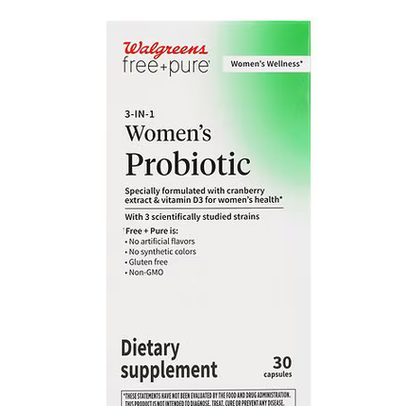 Walgreens
free+pure®
Women's Wellness*
3-IN-1
Women's
Probiotic
Specially formulated with cranberry
extract & vitamin D3 for women's health*
With 3 scientifically studied strains
†Free + Pure is:
• No artificial flavors
• No synthetic colors
• Gluten free
• Non-GMO
Dietary
supplement
30
capsules
*THESE STATEMENTS HAVE NOT BEEN EVALUATED BY THE FOOD AND DRUG ADMINISTRATION.
THIS PRODUCT IS NOT INTENDED TO DIAGNOSE, TREAT, CURE OR PREVENT ANY DISEASE.